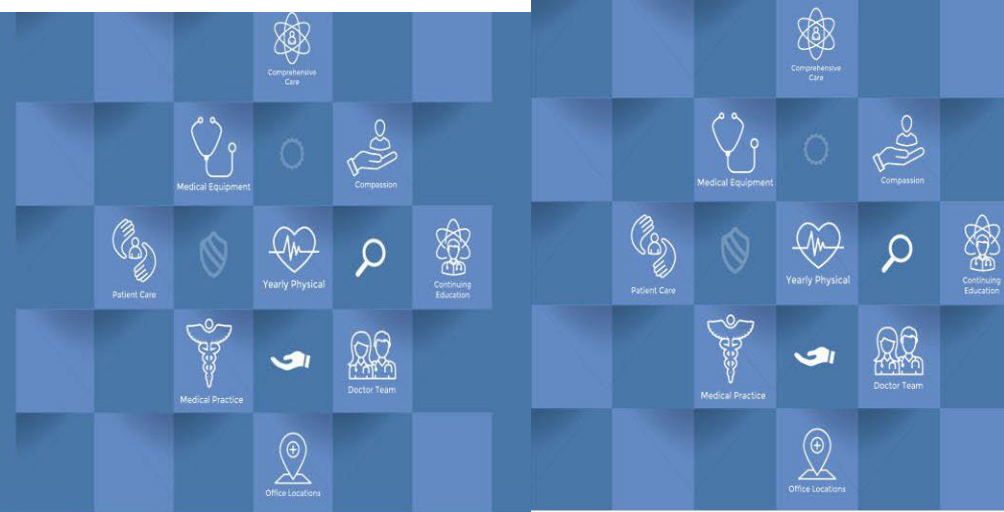 Comprehensive
Care
Medical Equipment
Compassion
Patient Care
Yearly Physical
Continuing
Education
Medical Practice
Doctor Team
Office Locations
Comprehensive
Care
Medical Equipment
Compassion
Patient Care
Yearly Physical
Continuing
Education
Medical Practice
Doctor Team
Office Locations